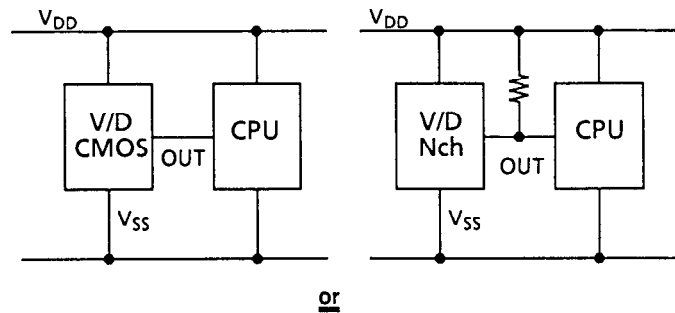 VDD
V/D
CMOS
OUT
CPU
VSS
VDD
V/D
Nch
OUT
CPU
VSS
or